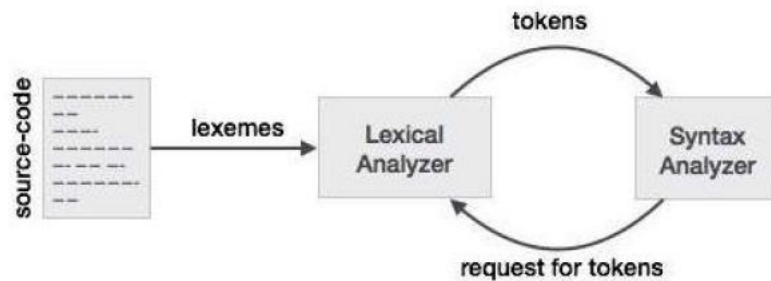 tokens
source-code
lexemes
Lexical
Analyzer
Syntax
Analyzer
request for tokens